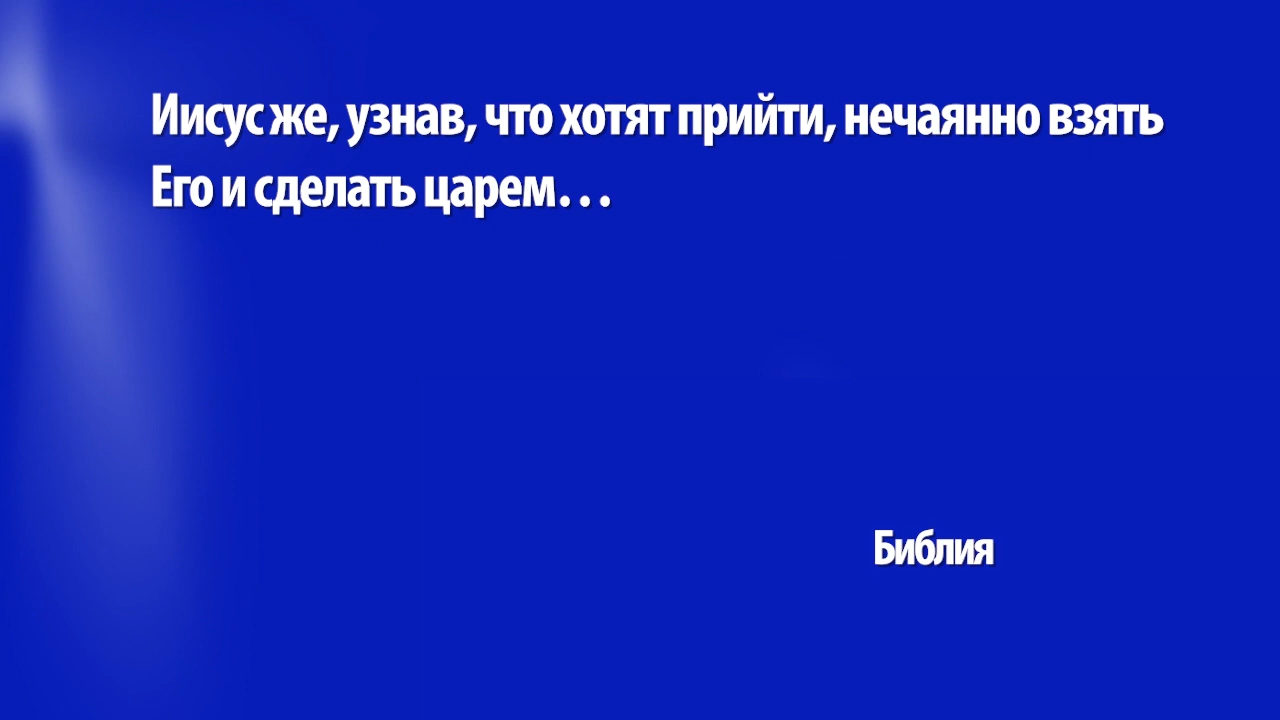 Иисус же, узнав, что хотят прийти, нечаянно взять
Его и сделать царем...
Библия